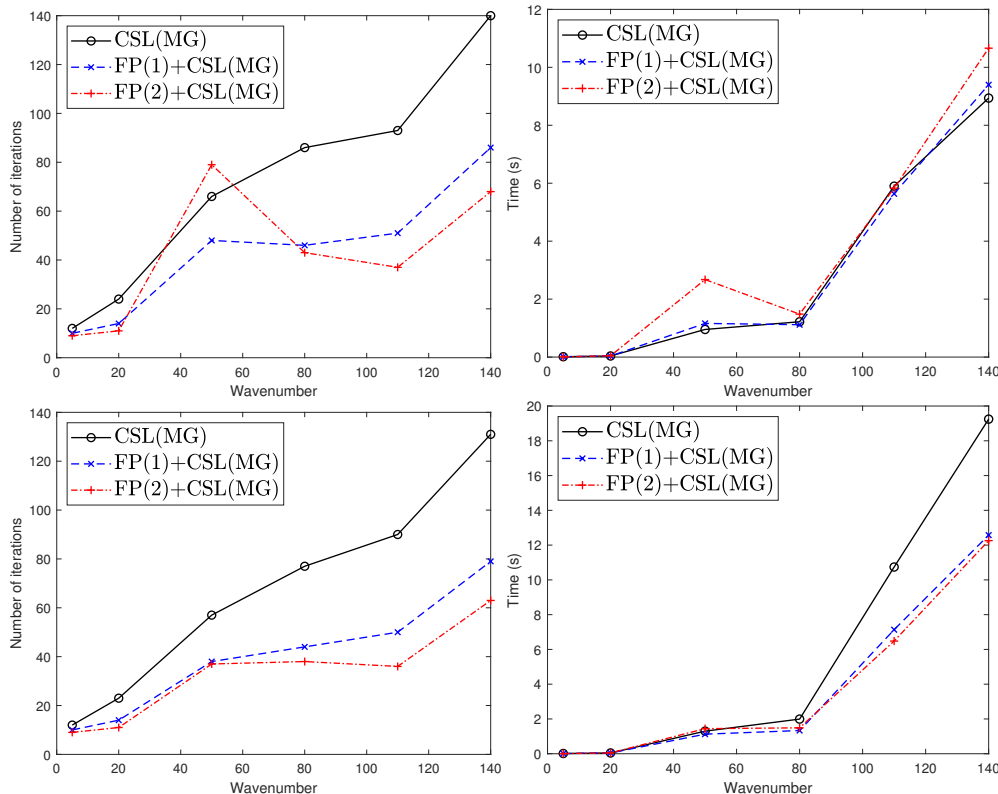 140
120
100
80
60
40
20
0
Number of iterations
CSL(MG)
FP(1)+CSL(MG)
FP(2)+CSL(MG)
0 20 40 60 80 100 120 140
Wavenumber
12
10
8
6
4
2
0
Time (s)
CSL(MG)
FP(1)+CSL(MG)
FP(2)+CSL(MG)
0 20 40 60 80 100 120 140
Wavenumber
140
120
100
80
60
40
20
0
Number of iterations
CSL(MG)
FP(1)+CSL(MG)
FP(2)+CSL(MG)
0 20 40 60 80 100 120 140
Wavenumber
20
18
16
14
12
10
8
6
4
2
0
Time (s)
CSL(MG)
FP(1)+CSL(MG)
FP(2)+CSL(MG)
0 20 40 60 80 100 120 140
Wavenumber